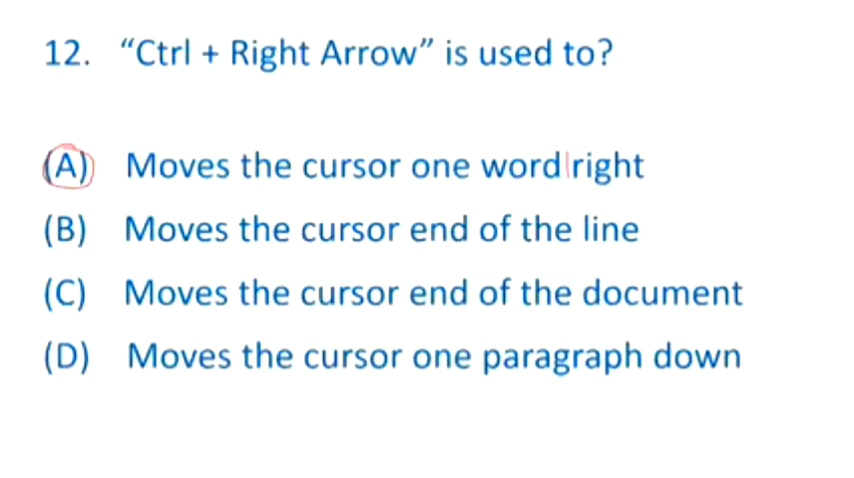 12. “Ctrl + Right Arrow” is used to?
(A) Moves the cursor one word right
(B) Moves the cursor end of the line
(C) Moves the cursor end of the document
(D) Moves the cursor one paragraph down